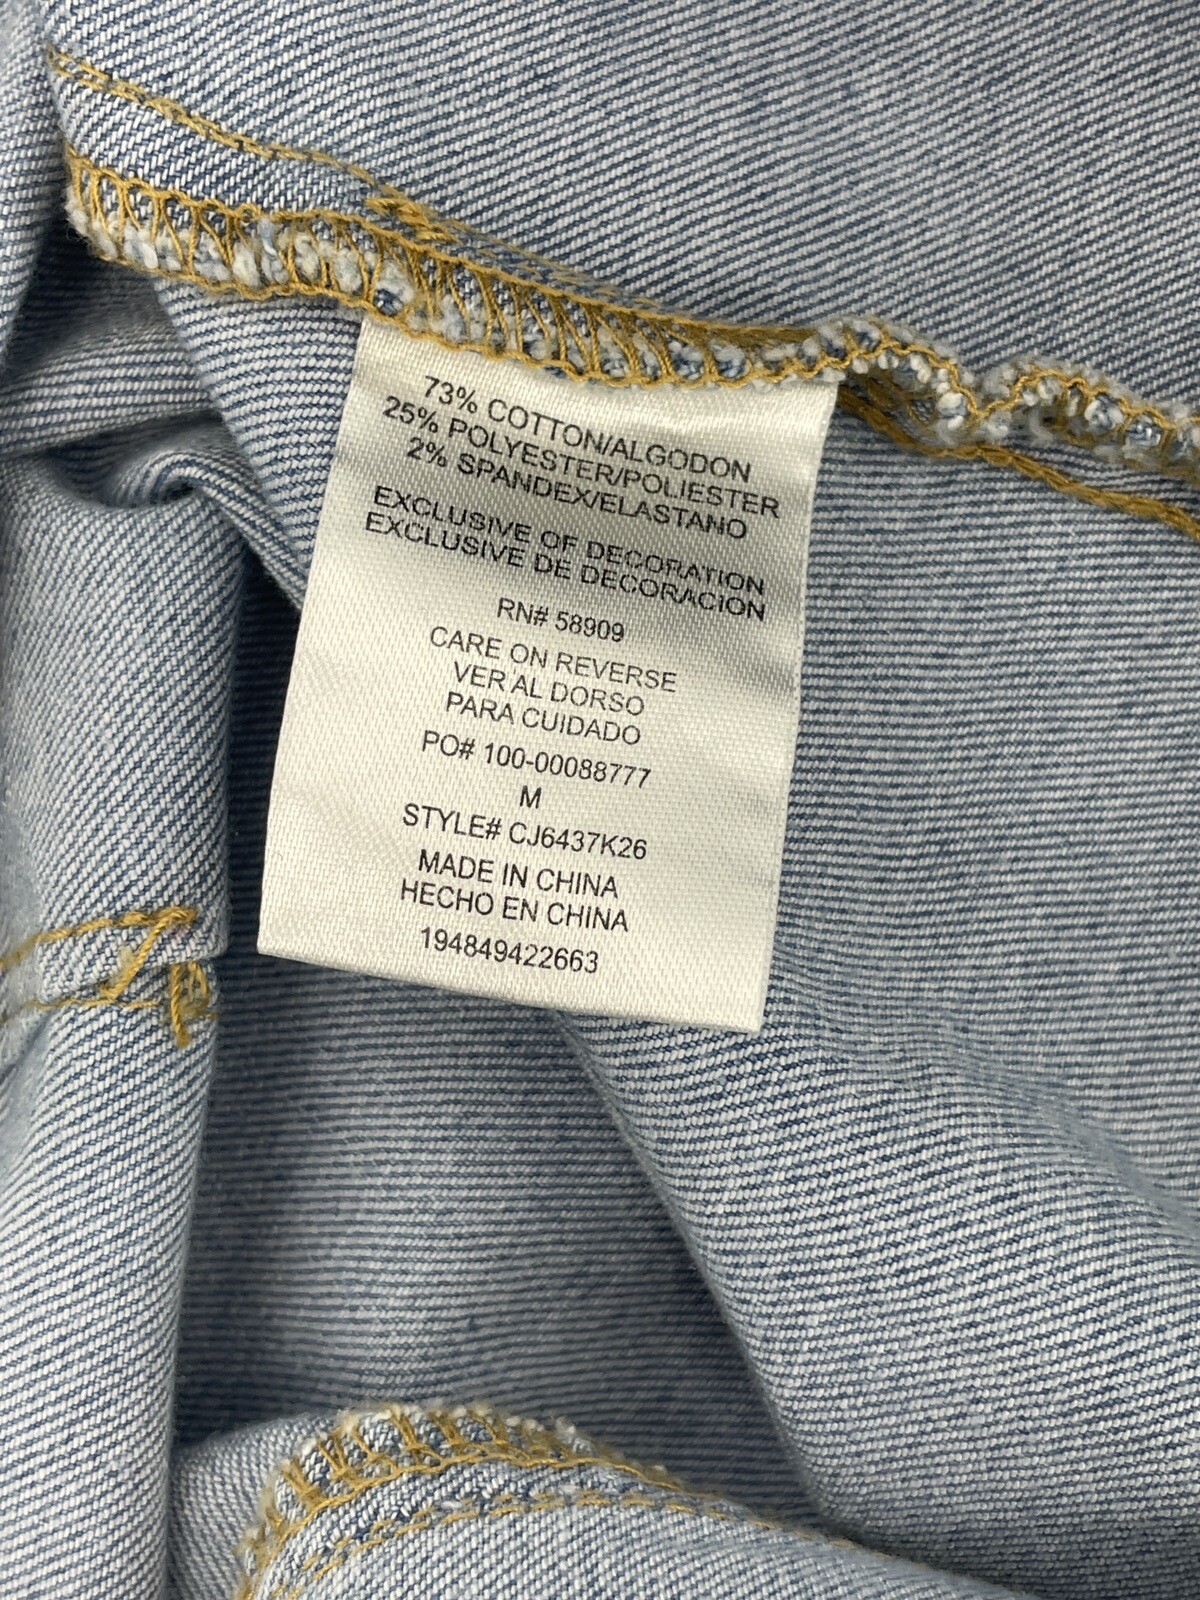 73% COTTON/ALGODON
25% POLYESTER/POLIESTER
2% SPANDEX/ELASTANO
EXCLUSIVE OF DECORATION
EXCLUSIVE DE DECORACION
RN# 58909
CARE ON REVERSE
VER AL DORSO
PARA CUIDADO
PO# 100-00088777
M
STYLE# CJ6437K26
MADE IN CHINA
HECHO EN CHINA
194849422663